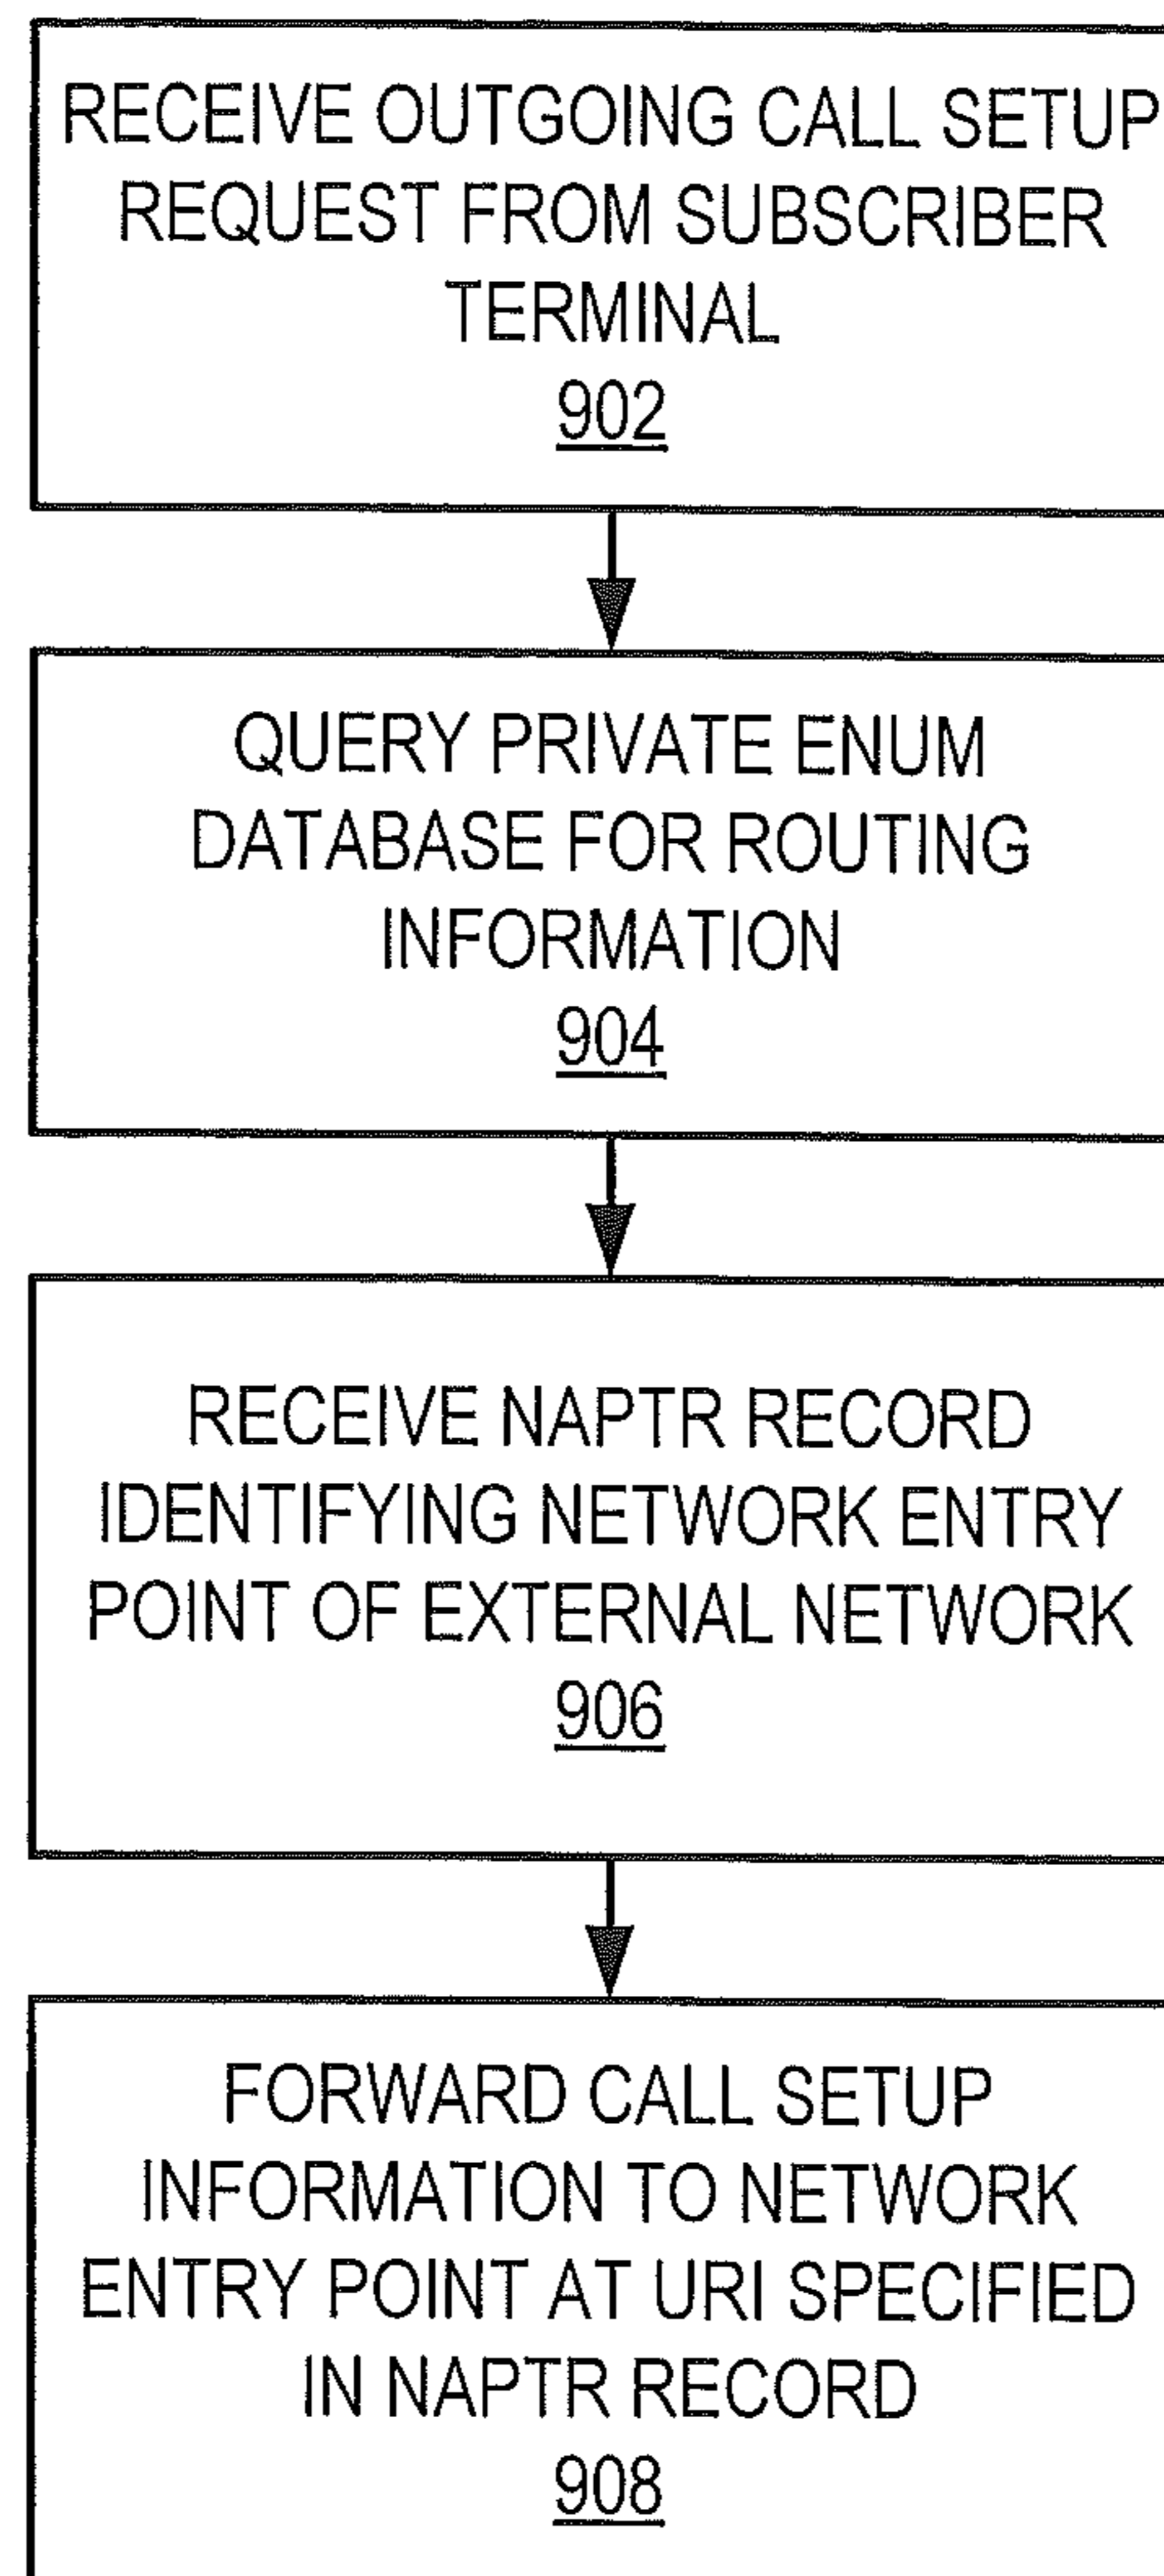 RECEIVE OUTGOING CALL SETUP
REQUEST FROM SUBSCRIBER
TERMINAL
902
QUERY PRIVATE ENUM
DATABASE FOR ROUTING
INFORMATION
904
RECEIVE NAPTR RECORD
IDENTIFYING NETWORK ENTRY
POINT OF EXTERNAL NETWORK
906
FORWARD CALL SETUP
INFORMATION TO NETWORK
ENTRY POINT AT URI SPECIFIED
IN NAPTR RECORD
908